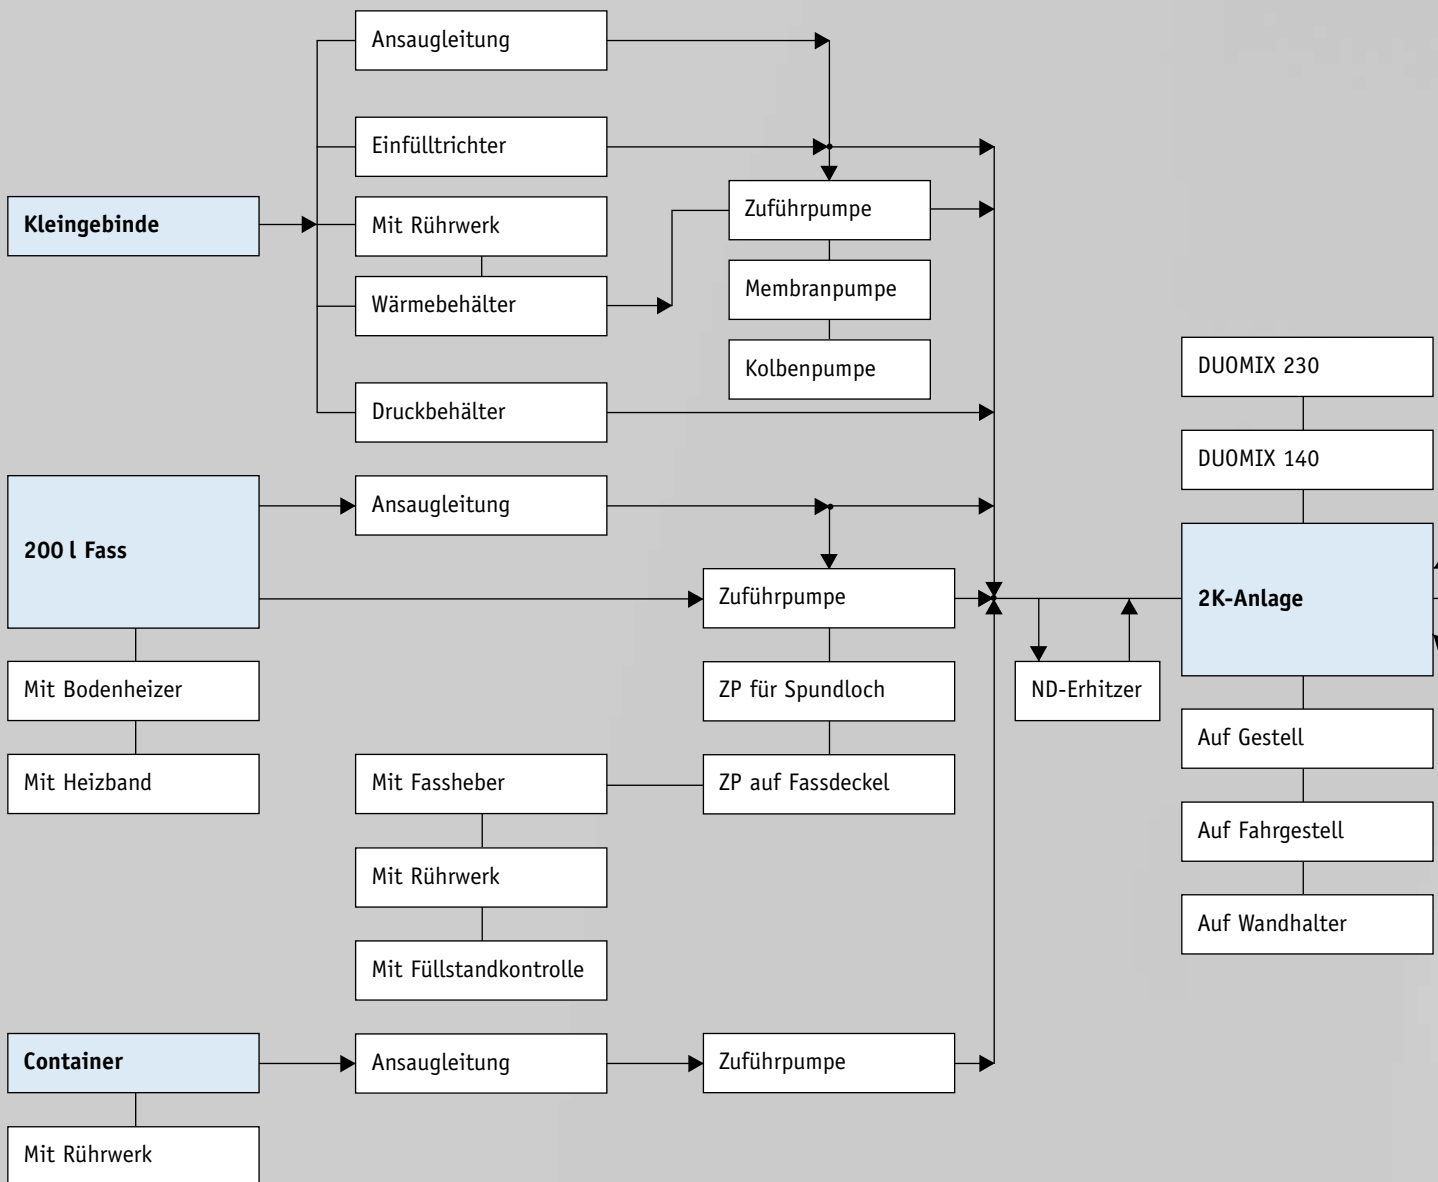 Ansaugleitung
Einfülltrichter
Kleingebinde
Mit Rührwerk
Wärmebehälter
Druckbehälter
Zuführpumpe
Membranpumpe
Kolbenpumpe
200 l Fass
Mit Bodenheizer
Mit Heizband
Ansaugleitung
Zuführpumpe
ZP für Spundloch
ZP auf Fassdeckel
Mit Fassheber
Mit Rührwerk
Mit Füllstandkontrolle
Container
Mit Rührwerk
Ansaugleitung
Zuführpumpe
ND-Erhitzer
DUOMIX 230
DUOMIX 140
2K-Anlage
Auf Gestell
Auf Fahrgestell
Auf Wandhalter